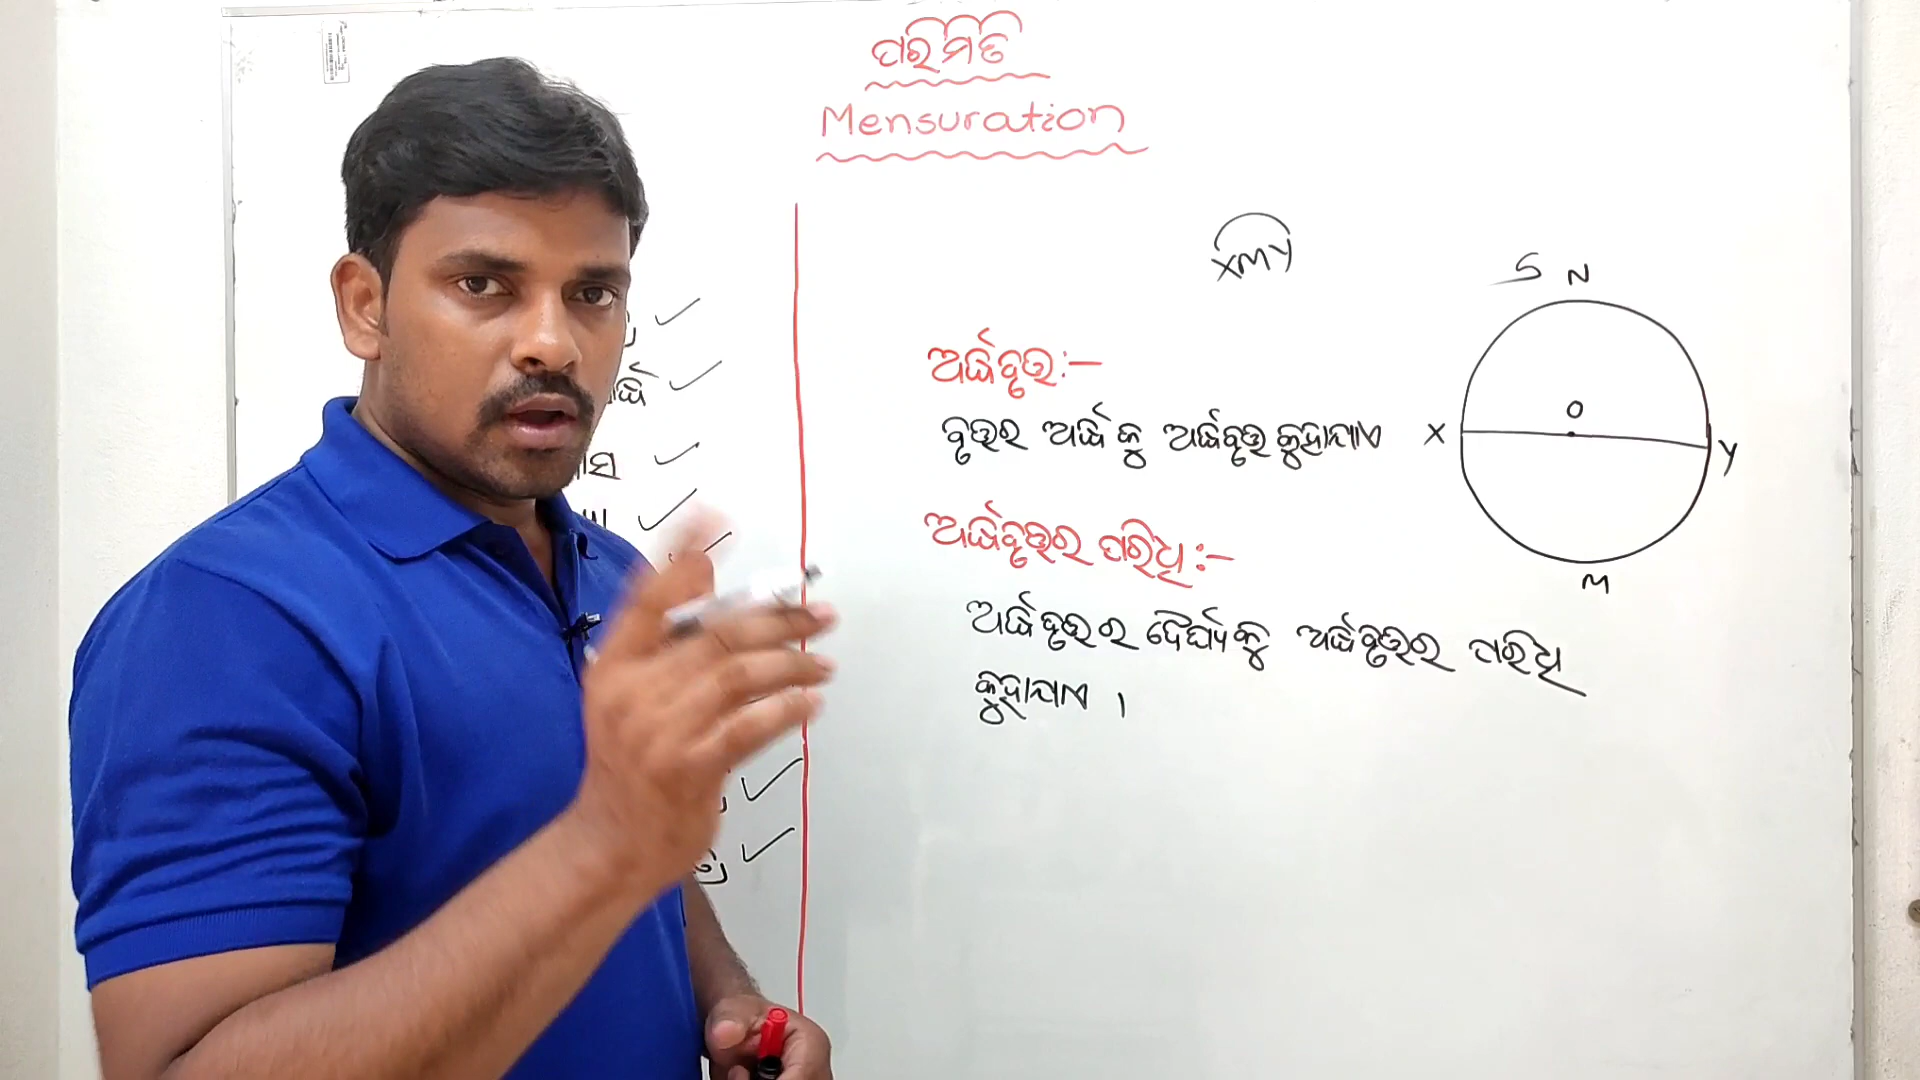 ପରିମିତି
Mensuration
XMY
S N
ଅର୍ଦ୍ଧବୃତ୍ତ:-
ବୃତ୍ତର ଅର୍ଦ୍ଧକୁ ଅର୍ଦ୍ଧବୃତ୍ତ କୁହାଯାଏ
X
O
Y
ଅର୍ଦ୍ଧବୃତ୍ତର ପରିଧି:-
M
ଅର୍ଦ୍ଧବୃତ୍ତର ଦୈର୍ଘ୍ୟକୁ ଅର୍ଦ୍ଧବୃତ୍ତର ପରିଧି
କୁହାଯାଏ ।